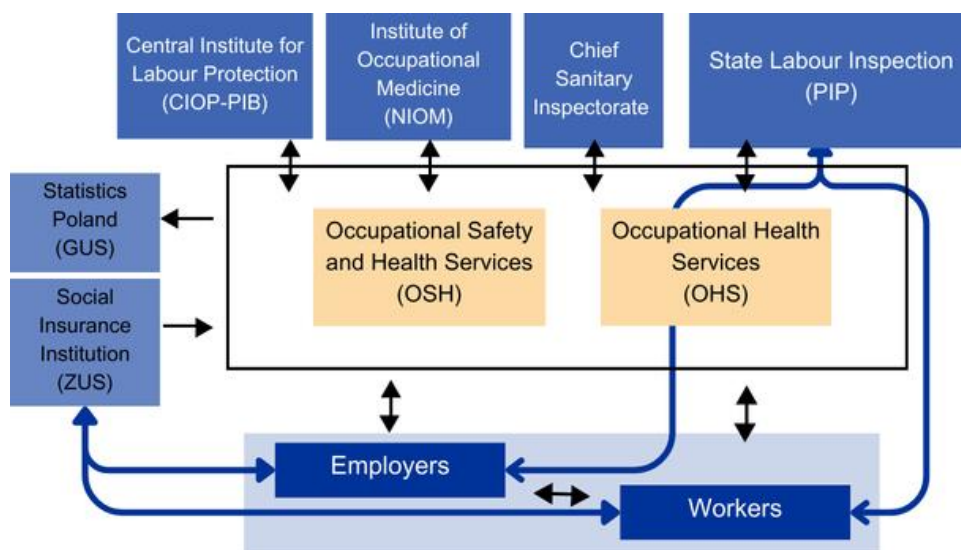 Central Institute for
Labour Protection
(CIOP-PIB)
Institute of
Occupational
Medicine
(NIOM)
Chief
Sanitary
Inspectorate
State Labour Inspection
(PIP)
Statistics
Poland
(GUS)
Social
Insurance
Institution
(ZUS)
Occupational Safety
and Health Services
(OSH)
Occupational Health
Services
(OHS)
Employers
Workers